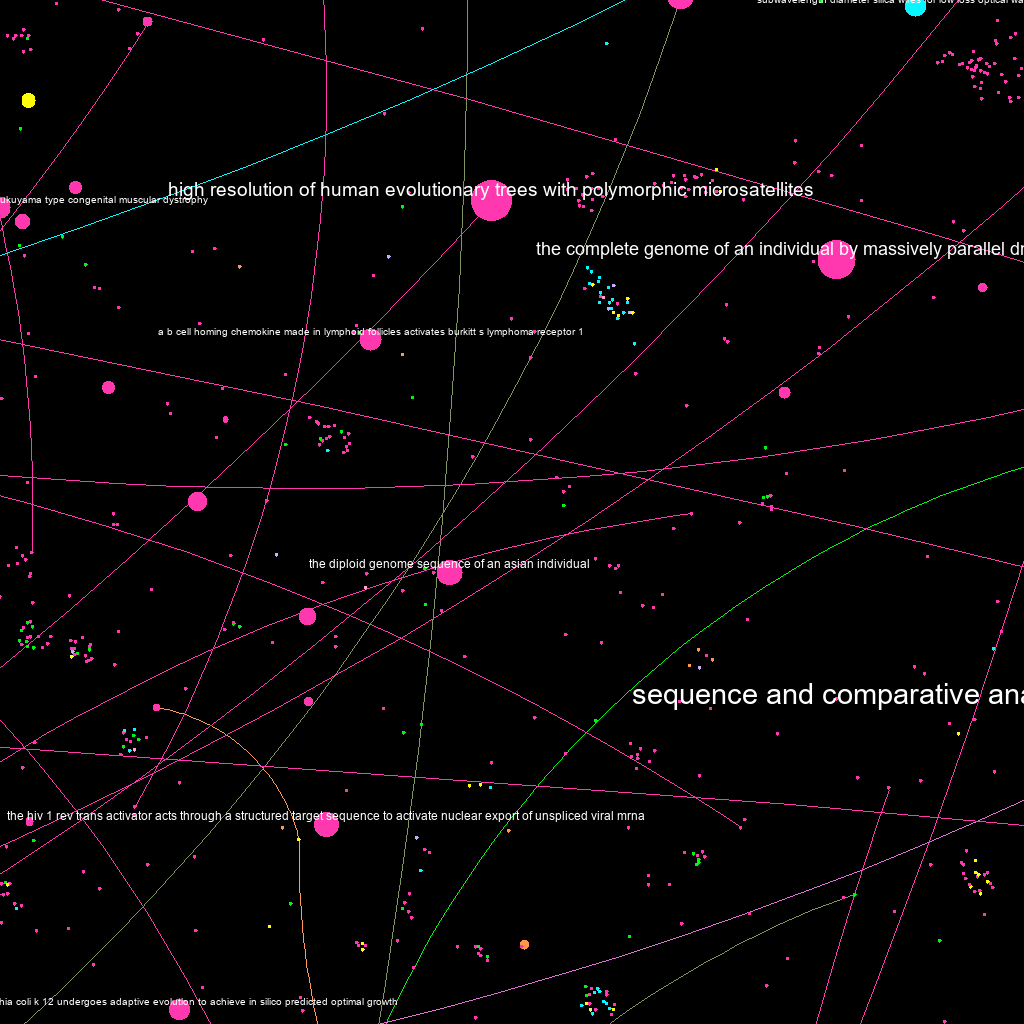 subwavelength diameter silica wires for low loss optical wa
high resolution of human evolutionary trees with polymorphic microsatellites
ukuyama type congenital muscular dystrophy
the complete genome of an individual by massively parallel dn
a b cell homing chemokine made in lymphoid follicles activates burkitt s lymphoma receptor 1
the diploid genome sequence of an asian individual
sequence and comparative ana
the hiv 1 rev trans activator acts through a structured target sequence to activate nuclear export of unspliced viral mrna
hia coli k 12 undergoes adaptive evolution to achieve in silico predicted optimal growth